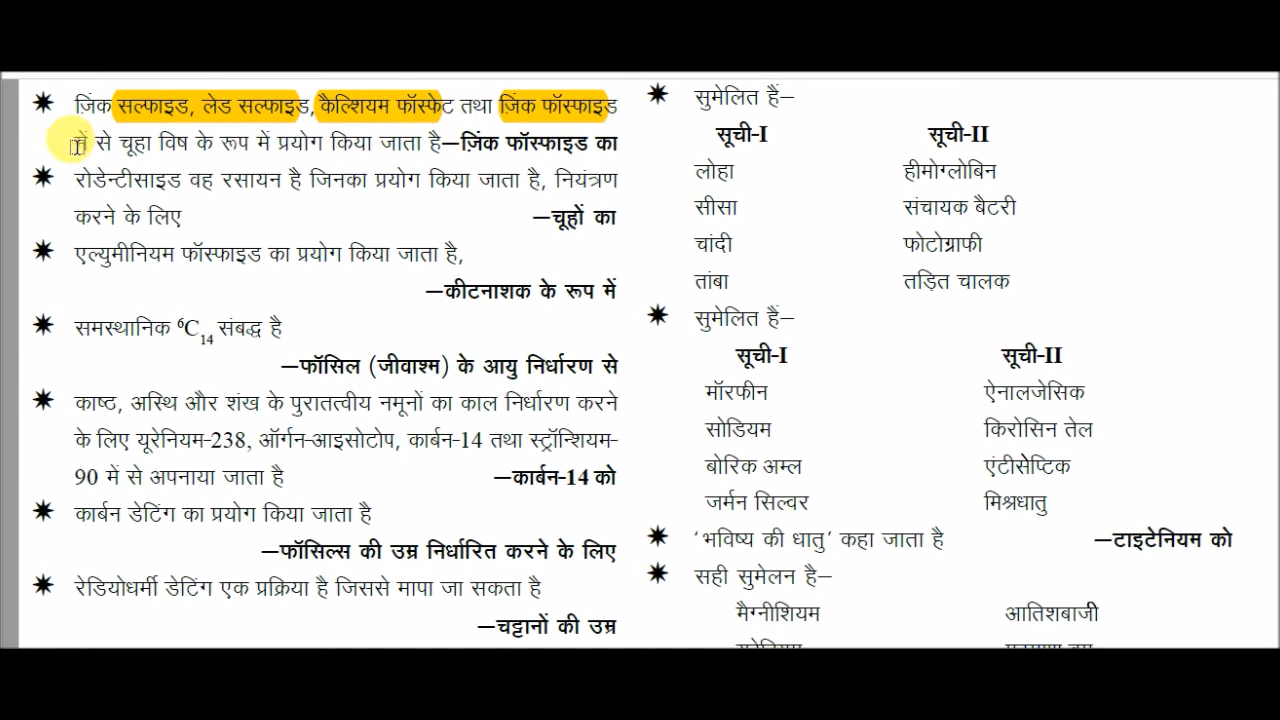 ✷ ज़िंक सल्फाइड, लेड सल्फाइड, कैल्शियम फॉस्फेट तथा ज़िंक फॉस्फाइड
में से चूहा विष के रूप में प्रयोग किया जाता है—ज़िंक फॉस्फाइड का
✷ रोडेन्टीसाइड वह रसायन है जिनका प्रयोग किया जाता है, नियंत्रण
करने के लिए —चूहों का
✷ एल्युमीनियम फॉस्फाइड का प्रयोग किया जाता है,
—कीटनाशक के रूप में
✷ समस्थानिक ⁶C₁₄ संबद्ध है
—फॉसिल (जीवाश्म) के आयु निर्धारण से
✷ काष्ठ, अस्थि और शंख के पुरातत्वीय नमूनों का काल निर्धारण करने
के लिए यूरेनियम-238, ऑर्गन-आइसोटोप, कार्बन-14 तथा स्ट्रॉन्शियम-
90 में से अपनाया जाता है —कार्बन-14 को
✷ कार्बन डेटिंग का प्रयोग किया जाता है
—फॉसिल्स की उम्र निर्धारित करने के लिए
✷ रेडियोधर्मी डेटिंग एक प्रक्रिया है जिससे मापा जा सकता है
—चट्टानों की उम्र
✷ सुमेलित हैं—
सूची-I सूची-II
लोहा हीमोग्लोबिन
सीसा संचायक बैटरी
चांदी फोटोग्राफी
तांबा तड़ित चालक
✷ सुमेलित हैं—
सूची-I सूची-II
मॉरफीन ऐनालजेसिक
सोडियम किरोसिन तेल
बोरिक अम्ल एंटीसेप्टिक
जर्मन सिल्वर मिश्रधातु
✷ ‘भविष्य की धातु’ कहा जाता है —टाइटेनियम को
✷ सही सुमेलन है—
मैग्नीशियम आतिशबाजी